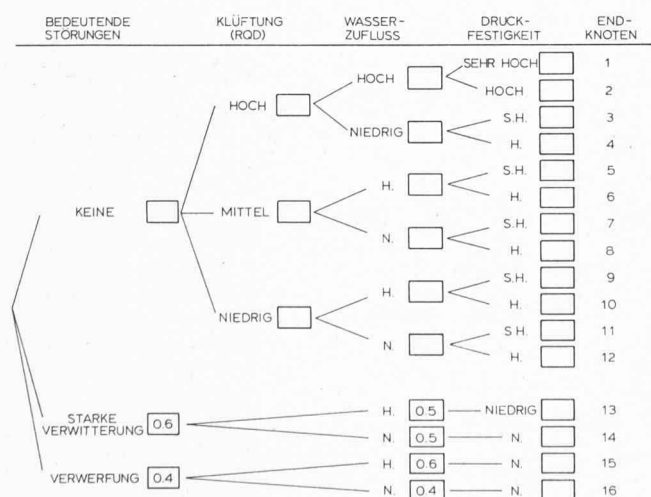 BEDEUTENDE STÖRUNGEN KLÜFTUNG (RQD) WASSER- ZUFLUSS DRUCK- FESTIGKEIT END- KNOTEN
SEHR HOCH 1
HOCH
HOCH 2
HOCH
S.H. 3
NIEDRIG
H. 4
S.H. 5
H.
H. 6
KEINE MITTEL
S.H. 7
N.
H. 8
S.H. 9
H.
H. 10
NIEDRIG
S.H. 11
N.
H. 12
STARKE VERWITTERUNG 0.6
H. 0.5 NIEDRIG 13
N. 0.5 N. 14
VERWERFUNG 0.4
H. 0.6 N. 15
N. 0.4 N. 16